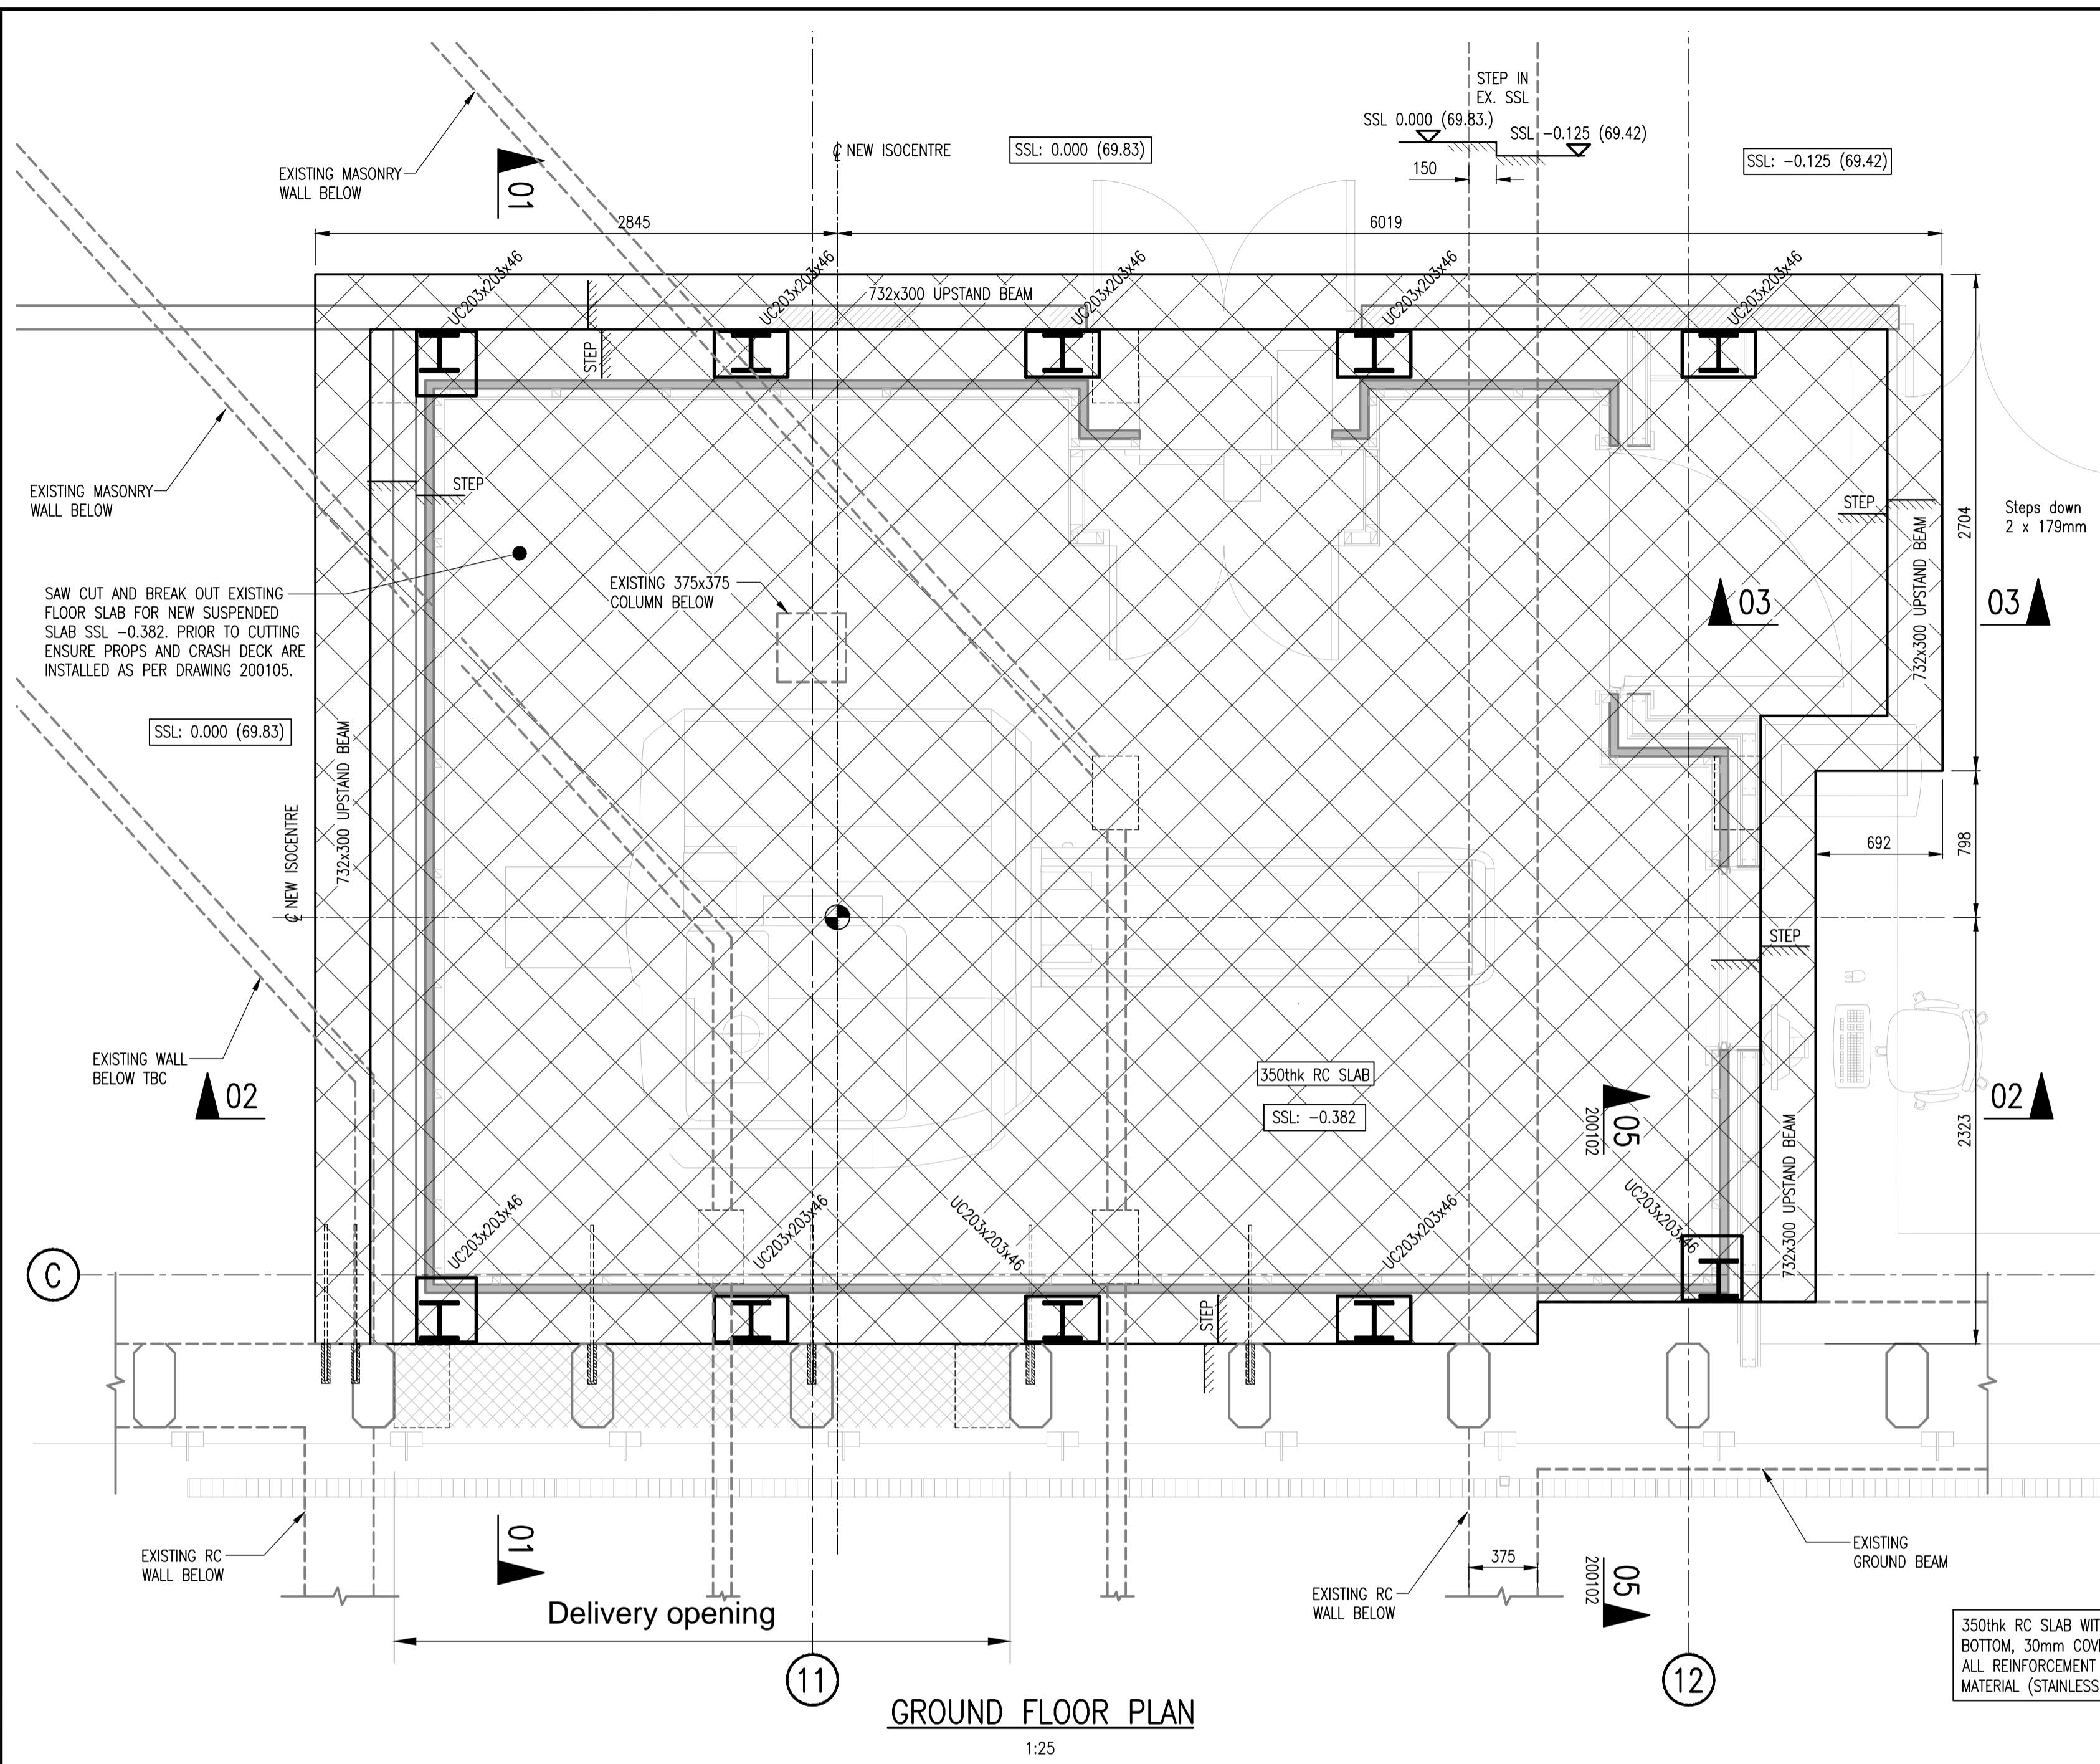 STEP IN
EX. SSL
SSL 0.000 (69.83.)
SSL -0.125 (69.42)
150
EXISTING MASONRY
WALL BELOW
01
℄ NEW ISOCENTRE
SSL: 0.000 (69.83)
SSL: -0.125 (69.42)
2845
6019
UC203x203x46
UC203x203x46
UC203x203x46
UC203x203x46
UC203x203x46
732x300 UPSTAND BEAM
STEP
EXISTING MASONRY
WALL BELOW
STEP
STEP
2704
Steps down
2 x 179mm
732x300 UPSTAND BEAM
SAW CUT AND BREAK OUT EXISTING
FLOOR SLAB FOR NEW SUSPENDED
SLAB SSL -0.382. PRIOR TO CUTTING
ENSURE PROPS AND CRASH DECK ARE
INSTALLED AS PER DRAWING 200105.
EXISTING 375x375
COLUMN BELOW
03
03
SSL: 0.000 (69.83)
732x300 UPSTAND BEAM
℄ NEW ISOCENTRE
692
798
STEP
EXISTING WALL
BELOW TBC
02
350thk RC SLAB
SSL: -0.382
05
200102
02
2323
732x300 UPSTAND BEAM
UC203x203x46
UC203x203x46
UC203x203x46
UC203x203x46
UC203x203x46
C
STEP
01
EXISTING RC
WALL BELOW
Delivery opening
375
EXISTING RC
WALL BELOW
05
200102
EXISTING
GROUND BEAM
350thk RC SLAB WIT
BOTTOM, 30mm COV
ALL REINFORCEMENT
MATERIAL (STAINLESS
11
12
GROUND FLOOR PLAN
1:25